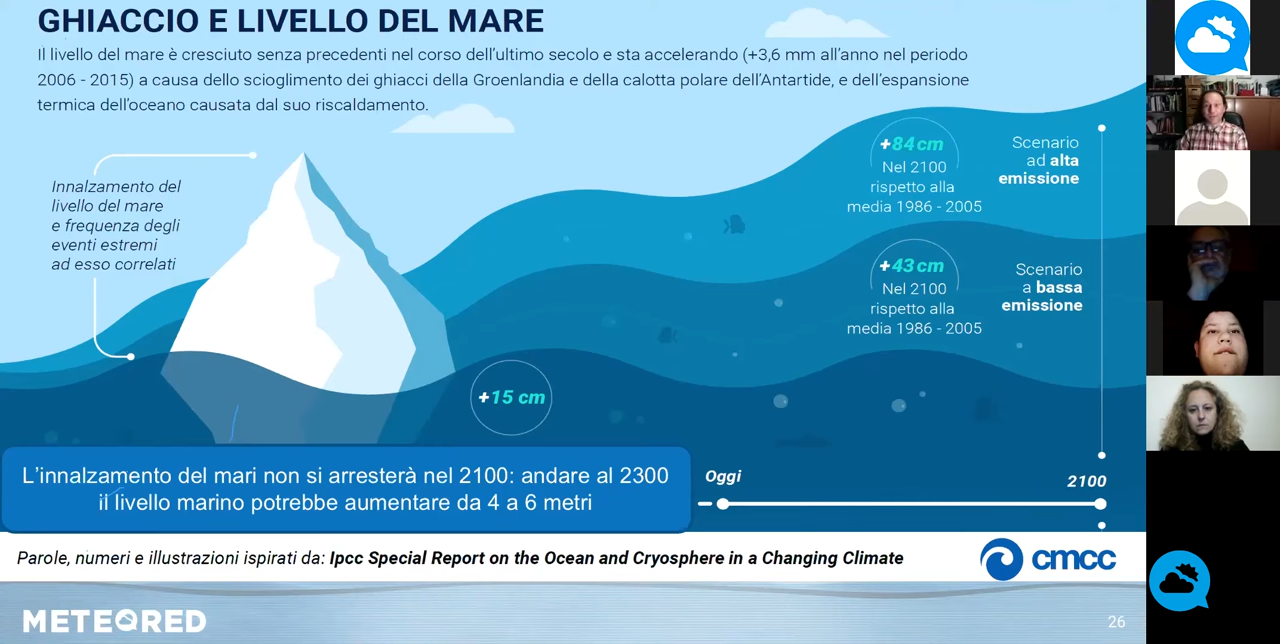 GHIACCIO E LIVELLO DEL MARE
Il livello del mare è cresciuto senza precedenti nel corso dell'ultimo secolo e sta accelerando (+3,6 mm all'anno nel periodo
2006 - 2015) a causa dello scioglimento dei ghiacci della Groenlandia e della calotta polare dell'Antartide, e dell'espansione
termica dell'oceano causata dal suo riscaldamento.
Innalzamento del
livello del mare
e frequenza degli
eventi estremi
ad esso correlati
+84 cm
Nel 2100
rispetto alla
media 1986 - 2005
Scenario
ad alta
emissione
+43 cm
Nel 2100
rispetto alla
media 1986 - 2005
Scenario
a bassa
emissione
+15 cm
L'innalzamento del mari non si arresterà nel 2100: andare al 2300
il livello marino potrebbe aumentare da 4 a 6 metri
Oggi
2100
Parole, numeri e illustrazioni ispirati da: Ipcc Special Report on the Ocean and Cryosphere in a Changing Climate
cmcc
METEORED
26